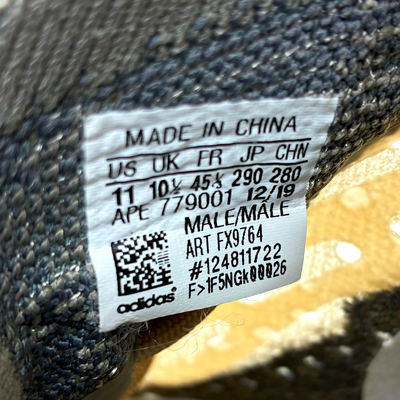 MADE IN CHINA
US UK FR JP CHN
11 10½ 45⅓ 290 280
APE 779001 12/19
MALE/MÂLE
ART FX9764
#124811722
F>1F5NGk00026
adidas